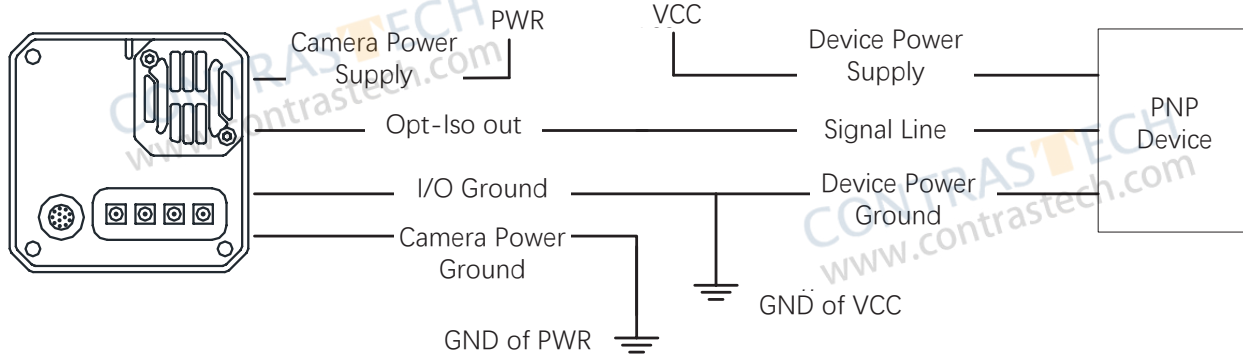 PWR
VCC
Camera Power
Supply
Device Power
Supply
Opt-Iso out
Signal Line
PNP
Device
I/O Ground
Device Power
Ground
Camera Power
Ground
GND of VCC
GND of PWR
CONTRASTECH
www.contrastech.com
CONTRASTECH
www.contrastech.com